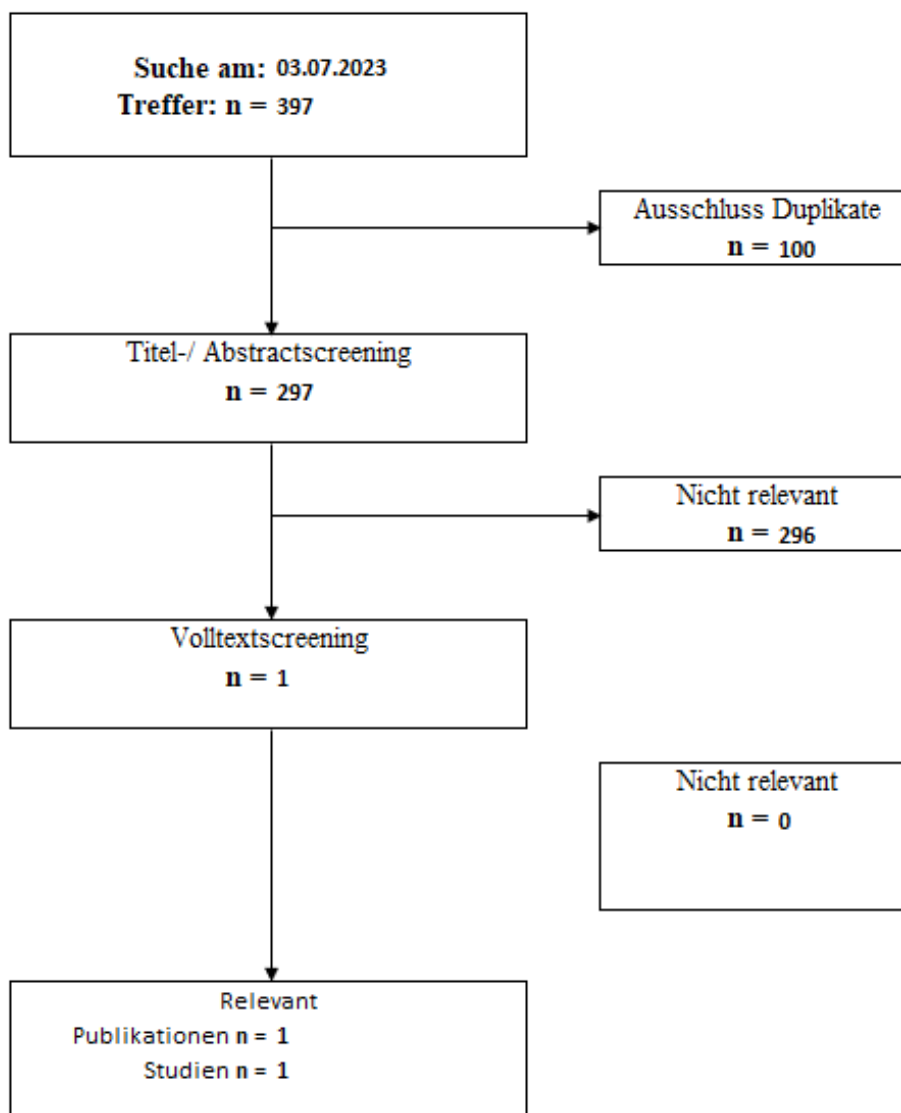 Suche am: 03.07.2023
Treffer: n = 397
Ausschluss Duplikate
n = 100
Titel-/ Abstractscreening
n = 297
Nicht relevant
n = 296
Volltextscreening
n = 1
Nicht relevant
n = 0
Relevant
Publikationen n = 1
Studien n = 1